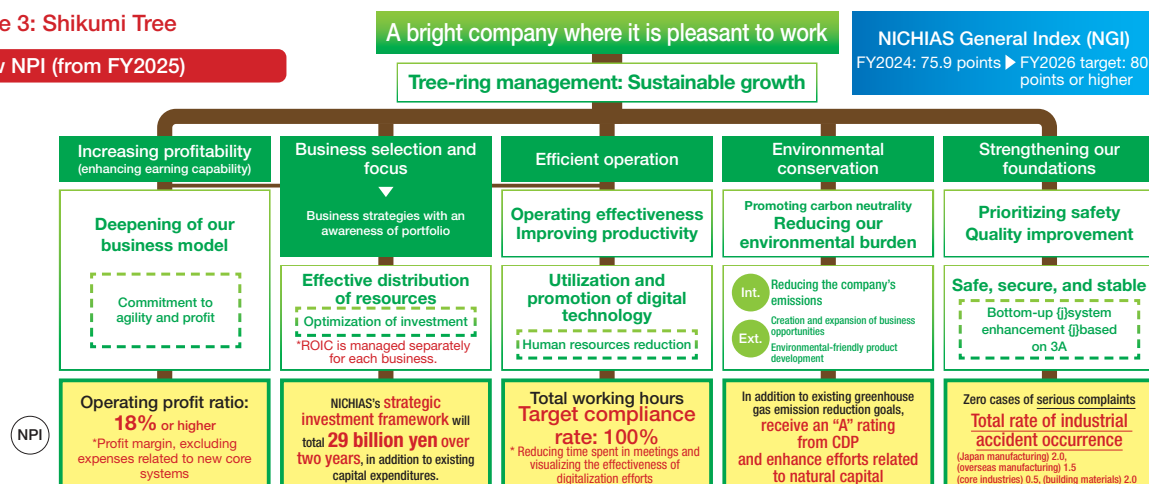 e 3: Shikumi Tree
w NPI (from FY2025)
A bright company where it is pleasant to work
Tree-ring management: Sustainable growth
NICHIAS General Index (NGI)
FY2024: 75.9 points ▶ FY2026 target: 80
points or higher
Increasing profitability
(enhancing earning capability)
Deepening of our
business model
Commitment to
agility and profit
Operating profit ratio:
18% or higher
*Profit margin, excluding
expenses related to new core
systems
Business selection and
focus
▼
Business strategies with an
awareness of portfolio
Effective distribution
of resources
Optimization of investment
*ROIC is managed separately
for each business.
NICHIAS's strategic
investment framework will
total 29 billion yen over
two years, in addition to existing
capital expenditures.
Efficient operation
Operating effectiveness
Improving productivity
Utilization and
promotion of digital
technology
Human resources reduction
Total working hours
Target compliance
rate: 100%
* Reducing time spent in meetings and
visualizing the effectiveness of
digitalization efforts
Environmental
conservation
Promoting carbon neutrality
Reducing our
environmental burden
Int.
Reducing the company's
emissions
Ext.
Creation and expansion of business
opportunities
Environmental-friendly product
development
In addition to existing greenhouse
gas emission reduction goals,
receive an "A" rating
from CDP
and enhance efforts related
to natural capital
Strengthening our
foundations
Prioritizing safety
Quality improvement
Safe, secure, and stable
Bottom-up {j}system
enhancement {j}based
on 3A
Zero cases of serious complaints
Total rate of industrial
accident occurrence
(Japan manufacturing) 2.0,
(overseas manufacturing) 1.5
(core industries) 0.5, (building materials) 2.0
NPI